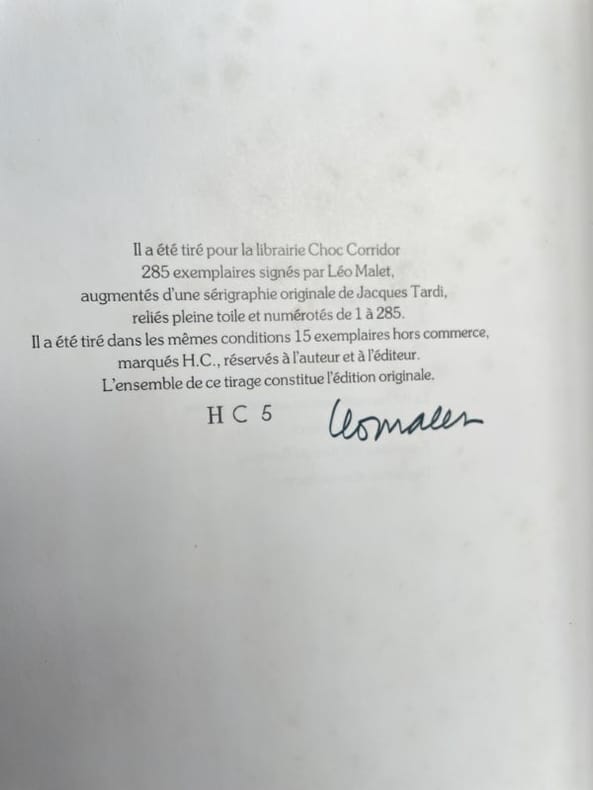 Il a été tiré pour la librairie Choc Corridor
285 exemplaires signés par Léo Malet,
augmentés d'une sérigraphie originale de Jacques Tardi,
reliés pleine toile et numérotés de 1 à 285.
Il a été tiré dans les mêmes conditions 15 exemplaires hors commerce,
marqués H.C., réservés à l'auteur et à l'éditeur.
L'ensemble de ce tirage constitue l'édition originale.
H C 5 Leo Malet